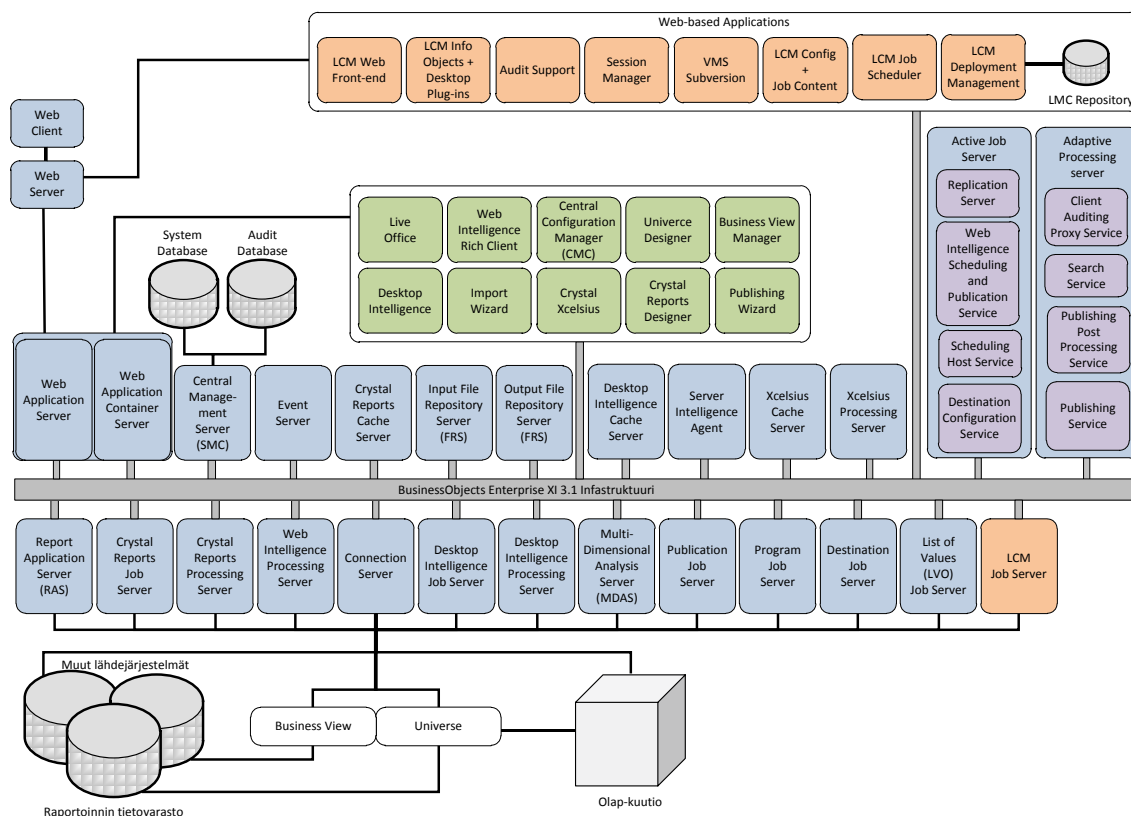 Web-based Applications
LCM Web
Front-end
LCM Info
Objects +
Desktop
Plug-ins
Audit Support
Session
Manager
VMS
Subversion
LCM Config
+
Job Content
LCM Job
Scheduler
LCM
Deployment
Management
LMC Repository
Web
Client
Web
Server
Active Job
Server
Replication
Server
Web
Intelligence
Scheduling
and
Publication
Service
Scheduling
Host Service
Destination
Configuration
Service
Adaptive
Processing
server
Client
Auditing
Proxy Service
Search
Service
Publishing
Post
Processing
Service
Publishing
Service
System
Database
Audit
Database
Live
Office
Web
Intelligence
Rich Client
Central
Configuration
Manager
(CMC)
Univerce
Designer
Business View
Manager
Desktop
Intelligence
Import
Wizard
Crystal
Xcelsius
Crystal
Reports
Designer
Publishing
Wizard
Web
Application
Server
Web
Application
Container
Server
Central
Manage-
ment
Server
(SMC)
Event
Server
Crystal
Reports
Cache
Server
Input File
Repository
Server
(FRS)
Output File
Repository
Server
(FRS)
Desktop
Intelligence
Cache
Server
Server
Intelligence
Agent
Xcelsius
Cache
Server
Xcelsius
Processing
Server
BusinessObjects Enterprise XI 3.1 Infastruktuuri
Report
Application
Server
(RAS)
Crystal
Reports
Job
Server
Crystal
Reports
Processing
Server
Web
Intelligence
Processing
Server
Connection
Server
Desktop
Intelligence
Job Server
Desktop
Intelligence
Processing
Server
Multi-
Dimensional
Analysis
Server
(MDAS)
Publication
Job
Server
Program
Job
Server
Destination
Job
Server
List of
Values
(LVO)
Job Server
LCM
Job Server
Muut lähdejärjestelmät
Business View
Universe
Raportoinnin tietovarasto
Olap-kuutio